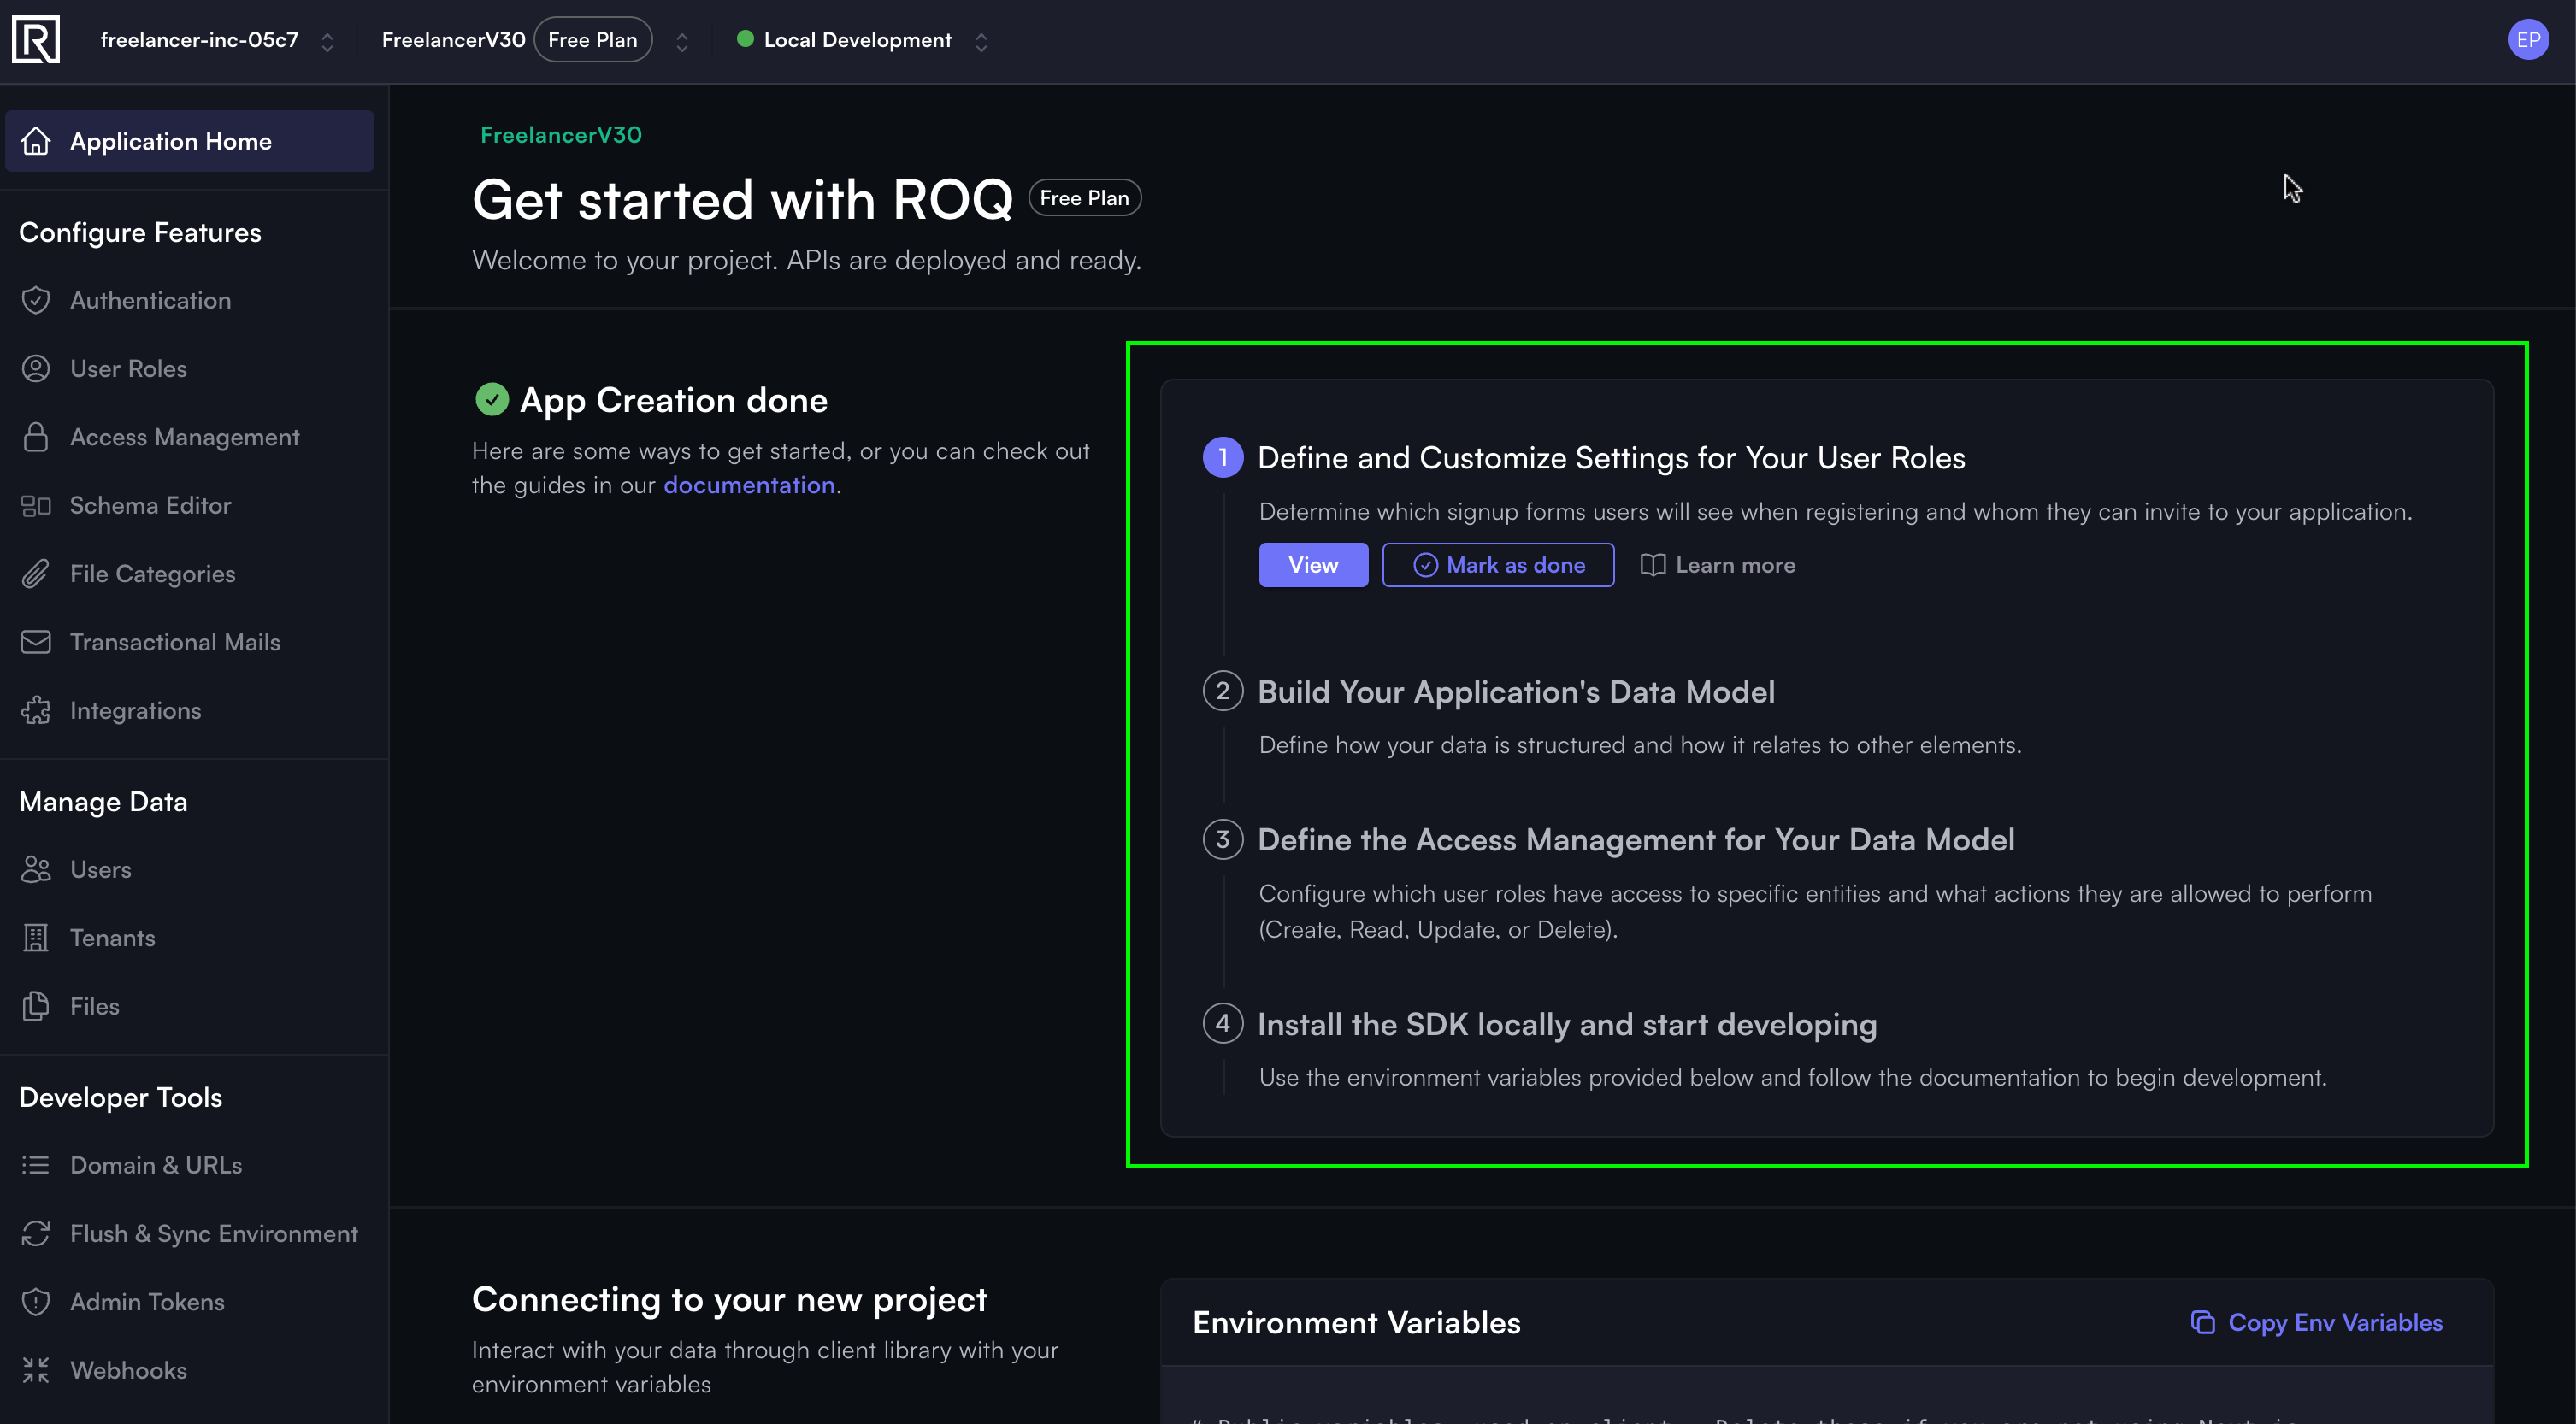 freelancer-inc-05c7 FreelancerV30 Free Plan Local Development EP
Application Home
Configure Features
Authentication
User Roles
Access Management
Schema Editor
File Categories
Transactional Mails
Integrations
Manage Data
Users
Tenants
Files
Developer Tools
Domain & URLs
Flush & Sync Environment
Admin Tokens
Webhooks
FreelancerV30
Get started with ROQ Free Plan
Welcome to your project. APIs are deployed and ready.
App Creation done
Here are some ways to get started, or you can check out
the guides in our documentation.
1 Define and Customize Settings for Your User Roles
Determine which signup forms users will see when registering and whom they can invite to your application.
View Mark as done Learn more
2 Build Your Application's Data Model
Define how your data is structured and how it relates to other elements.
3 Define the Access Management for Your Data Model
Configure which user roles have access to specific entities and what actions they are allowed to perform
(Create, Read, Update, or Delete).
4 Install the SDK locally and start developing
Use the environment variables provided below and follow the documentation to begin development.
Connecting to your new project
Interact with your data through client library with your
environment variables
Environment Variables Copy Env Variables